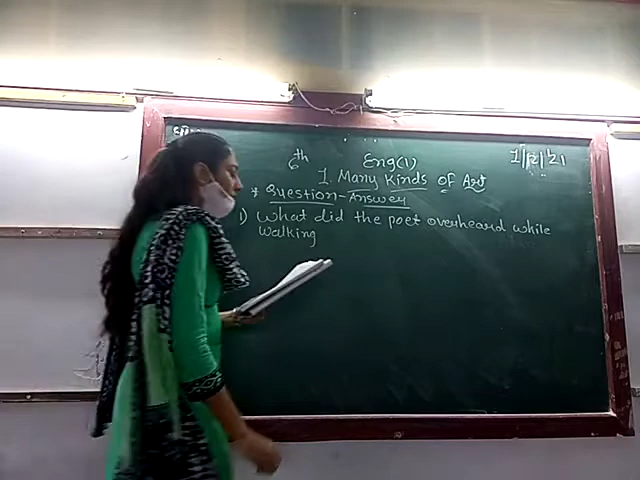 6th Eng(1) 1/12/21
1. Many Kinds of Art
* Question-Answer
1) What did the poet overheard while
walking